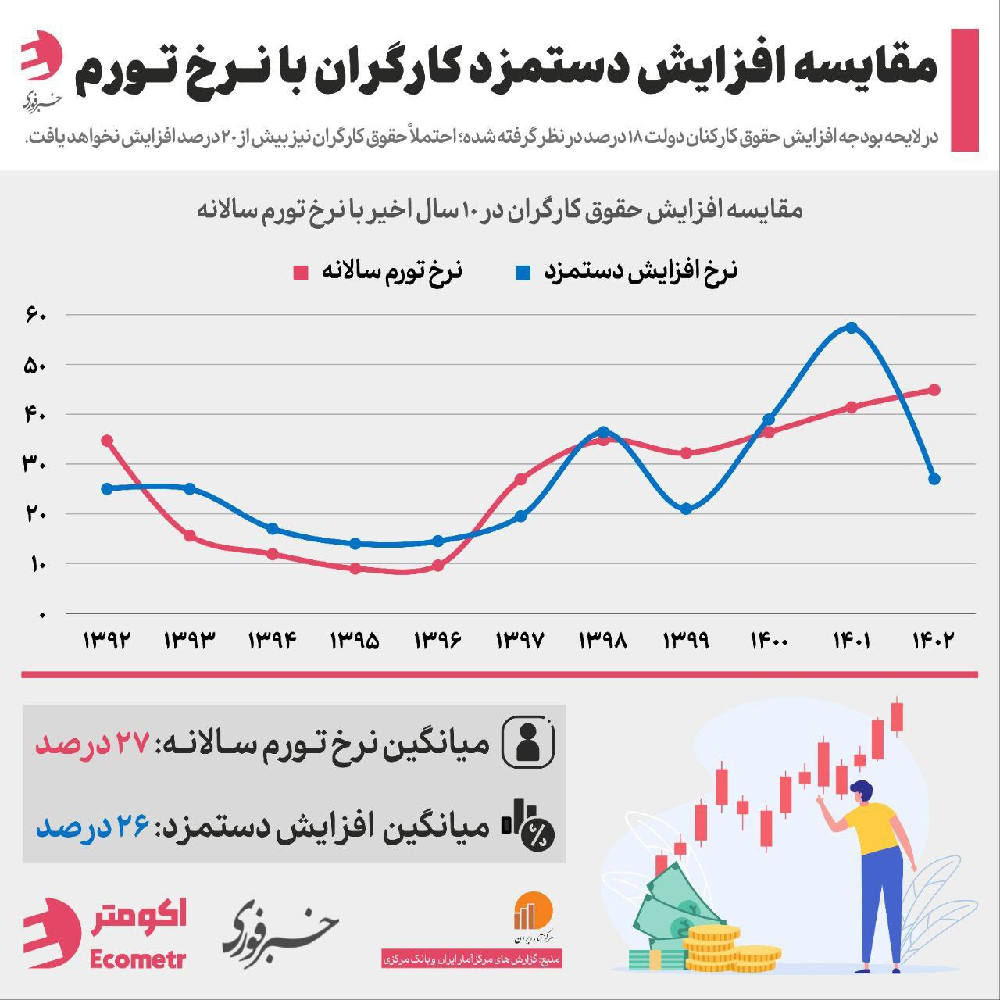 مقایسه افزایش دستمزد کارگران با نرخ تورم
خبرفوری
در لایحه بودجه افزایش حقوق کارکنان دولت ۱۸ درصد در نظر گرفته شده؛ احتمالاً حقوق کارگران نیز بیش از ۲۰ درصد افزایش نخواهد یافت.
مقایسه افزایش حقوق کارگران در ۱۰ سال اخیر با نرخ تورم سالانه
نرخ افزایش دستمزد
نرخ تورم سالانه
۶۰
۵۰
۴۰
۳۰
۲۰
۱۰
۰
۱۳۹۲ ۱۳۹۳ ۱۳۹۴ ۱۳۹۵ ۱۳۹۶ ۱۳۹۷ ۱۳۹۸ ۱۳۹۹ ۱۴۰۰ ۱۴۰۱ ۱۴۰۲
میانگین نرخ تورم سالانه: ۲۷ درصد
میانگین افزایش دستمزد: ۲۶ درصد
%
مرکز آمار ایران
منبع: گزارش های مرکز آمار ایران و بانک مرکزی
خبرفوری
اکومتر
Ecometr